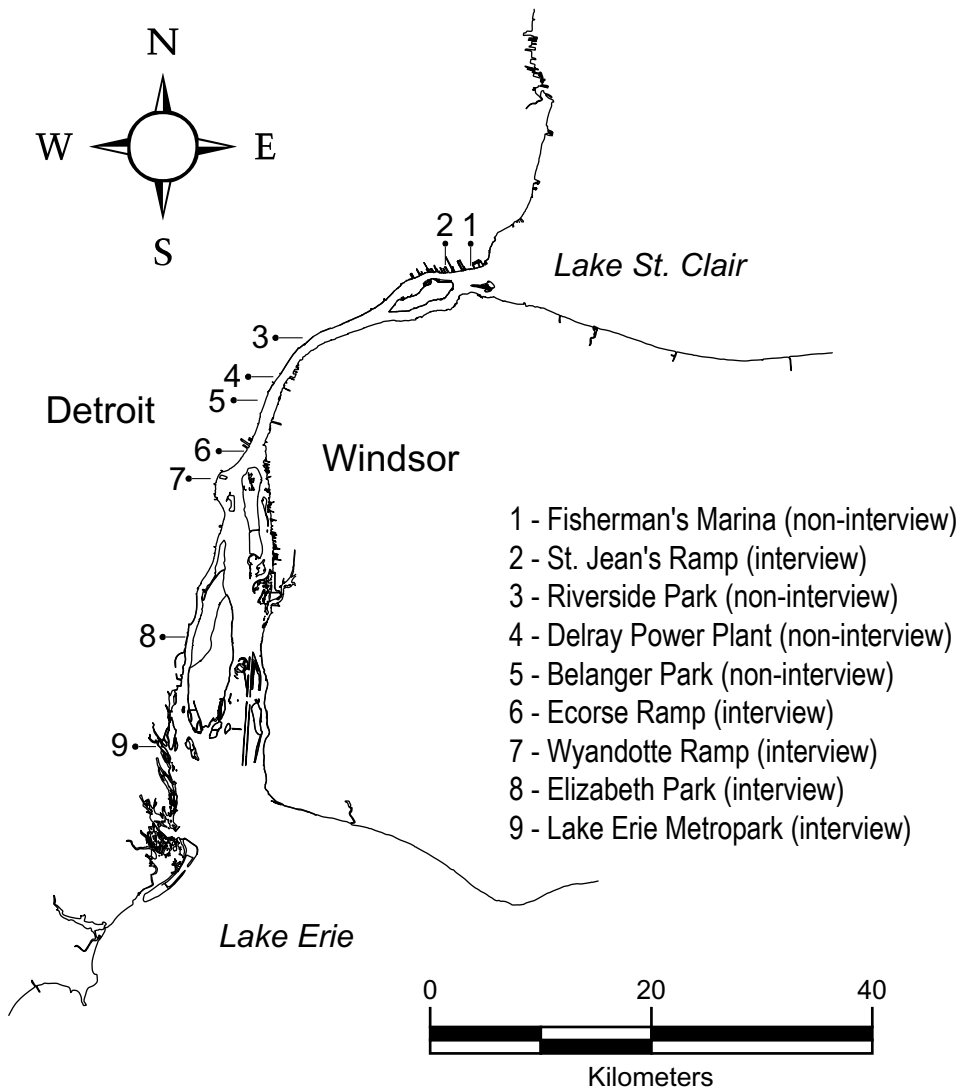 N
W E
S
2 1
Lake St. Clair
3
4
5
Detroit
6
Windsor
7
1 - Fisherman's Marina (non-interview)
2 - St. Jean's Ramp (interview)
3 - Riverside Park (non-interview)
4 - Delray Power Plant (non-interview)
5 - Belanger Park (non-interview)
6 - Ecorse Ramp (interview)
7 - Wyandotte Ramp (interview)
8 - Elizabeth Park (interview)
9 - Lake Erie Metropark (interview)
8
9
Lake Erie
0 20 40
Kilometers